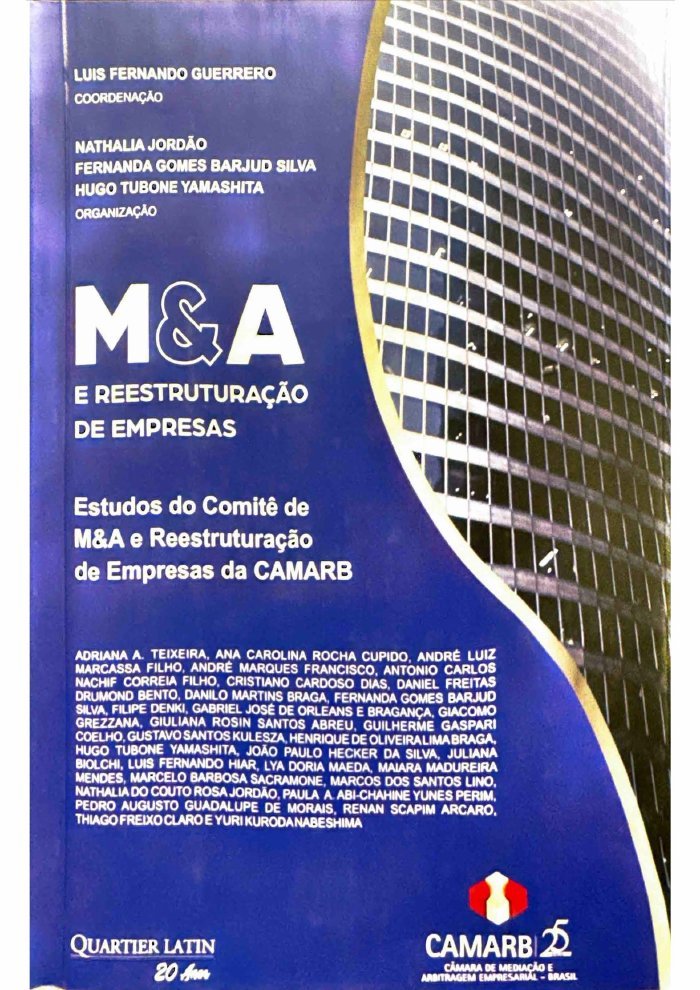 LUIS FERNANDO GUERRERO
COORDENAÇÃO
NATHALIA JORDÃO
FERNANDA GOMES BARJUD SILVA
HUGO TUBONE YAMASHITA
ORGANIZAÇÃO
M&A
E REESTRUTURAÇÃO
DE EMPRESAS
Estudos do Comitê de
M&A e Reestruturação
de Empresas da CAMARB
ADRIANA A. TEIXEIRA, ANA CAROLINA ROCHA CUPIDO, ANDRÉ LUIZ
MARCASSA FILHO, ANDRÉ MARQUES FRANCISCO, ANTONIO CARLOS
NACHIF CORREIA FILHO, CRISTIANO CARDOSO DIAS, DANIEL FREITAS
DRUMOND BENTO, DANILO MARTINS BRAGA, FERNANDA GOMES BARJUD
SILVA, FILIPE DENKI, GABRIEL JOSÉ DE ORLEANS E BRAGANÇA, GIACOMO
GREZZANA, GIULIANA ROSIN SANTOS ABREU, GUILHERME GASPARI
COELHO, GUSTAVO SANTOS KULESZA, HENRIQUE DE OLIVEIRA LIMA BRAGA,
HUGO TUBONE YAMASHITA, JOÃO PAULO HECKER DA SILVA, JULIANA
BIOLCHI, LUIS FERNANDO HIAR, LYA DORIA MAEDA, MAIARA MADUREIRA
MENDES, MARCELO BARBOSA SACRAMONE, MARCOS DOS SANTOS LINO,
NATHALIA DO COUTO ROSA JORDÃO, PAULA A. ABI-CHAHINE YUNES PERIM,
PEDRO AUGUSTO GUADALUPE DE MORAIS, RENAN SCAPIM ARCARO,
THIAGO FREIXO CLARO E YURI KURODA NABESHIMA
QUARTIER LATIN
20 Anos
CAMARB 25
CÂMARA DE MEDIAÇÃO E
ARBITRAGEM EMPRESARIAL - BRASIL